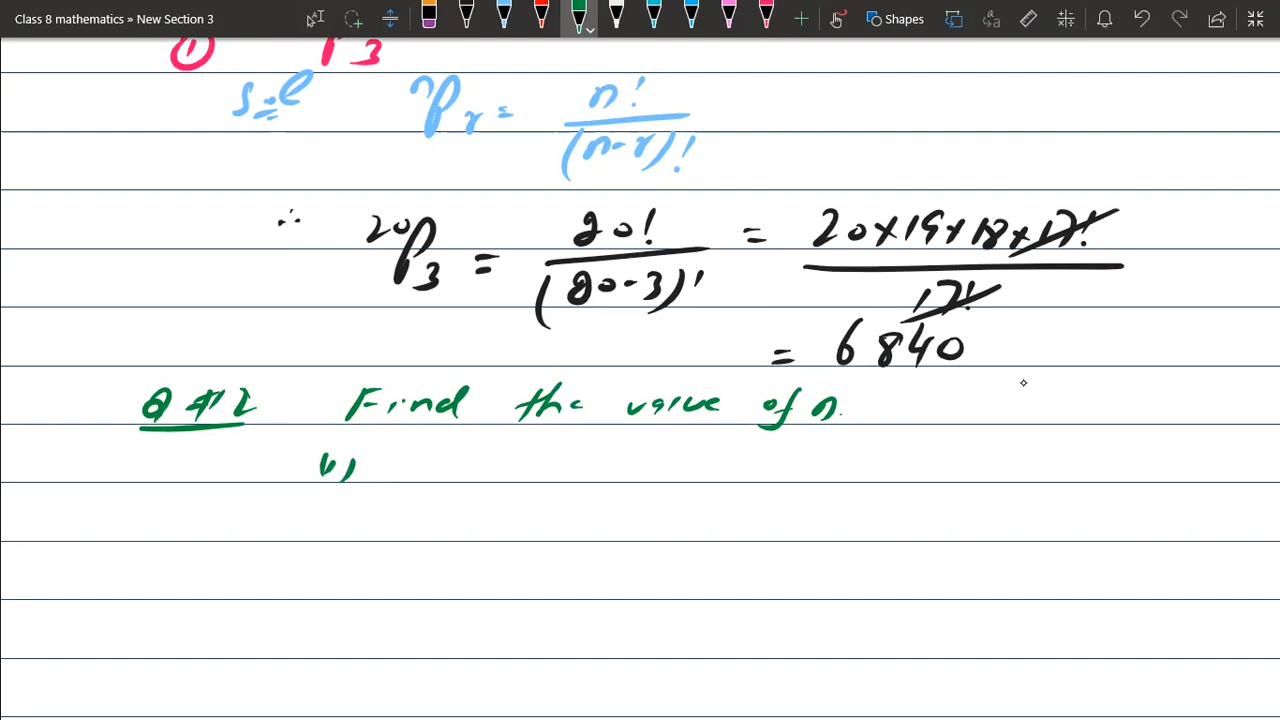 Class 8 mathematics » New Section 3
Shapes
① P₃
ⁿPᵣ = n! / (n-r)!
∴ ²⁰P₃ = 20! / (20-3)! = 20×19×18×17! / 17!
= 6840
Q#2 Find the value of n.